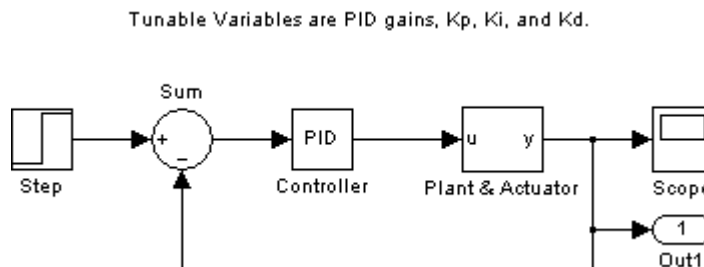 Tunable Variables are PID gains, Kp, Ki, and Kd.
Sum
+
−
PID
u y
1
Step
Controller
Plant & Actuator
Scope
Out1